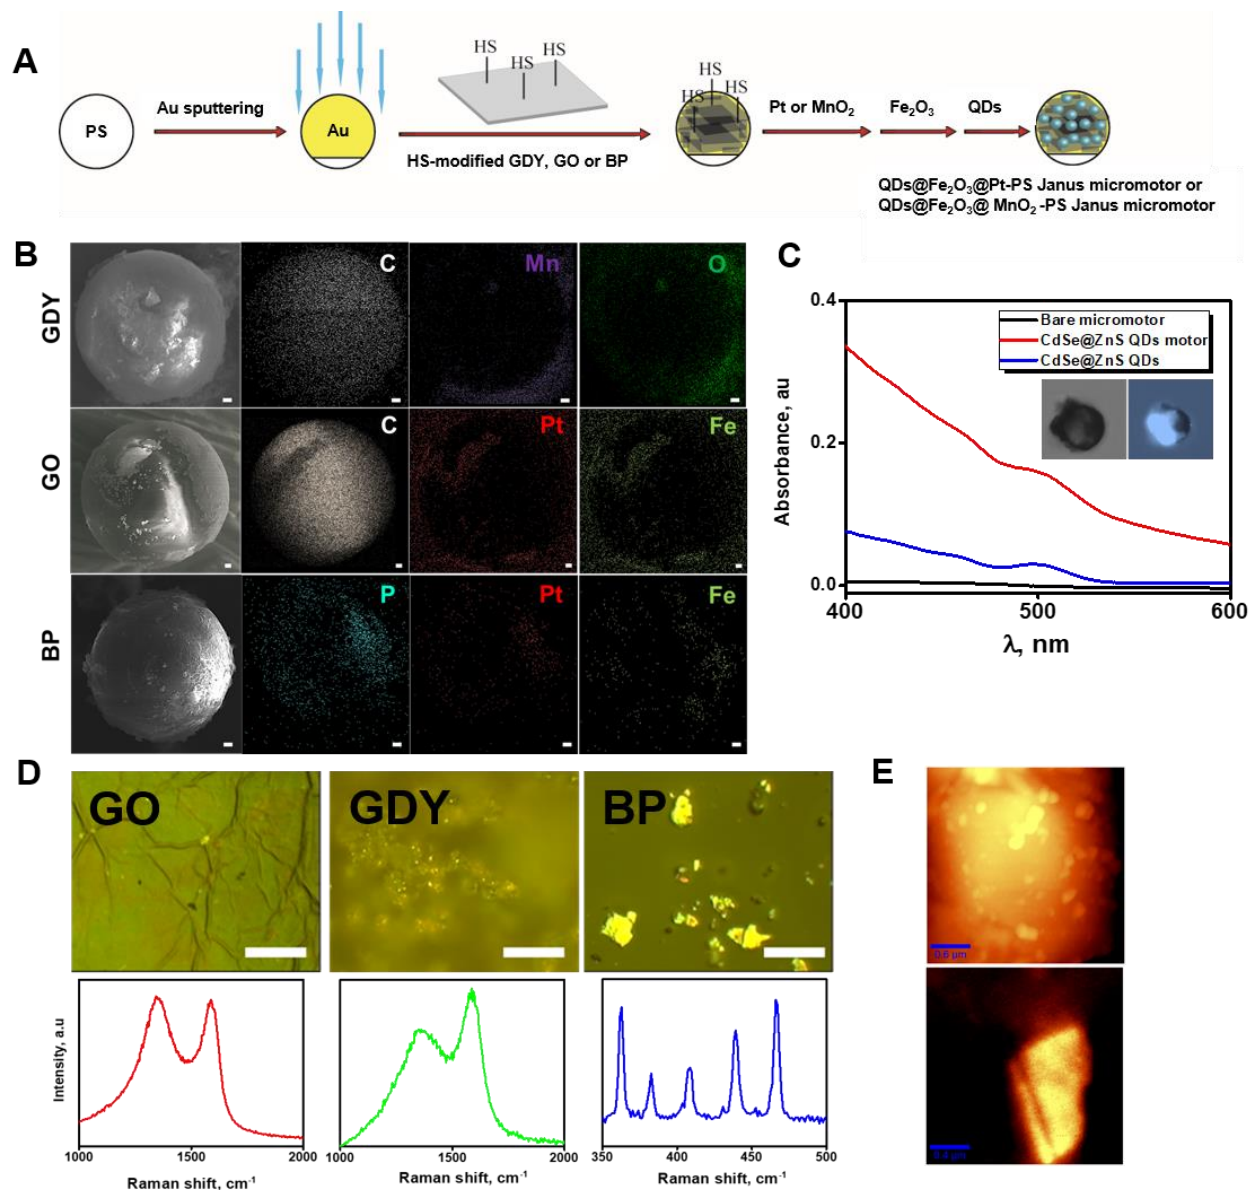 A
PS
Au sputtering
Au
HS
HS
HS
HS-modified GDY, GO or BP
HS
HS
HS
Pt or MnO₂
Fe₂O₃
QDs
QDs@Fe₂O₃@Pt-PS Janus micromotor or
QDs@Fe₂O₃@ MnO₂ -PS Janus micromotor
B
GDY
C
Mn
O
GO
C
Pt
Fe
BP
P
Pt
Fe
C
Absorbance, au
0.4
0.2
0.0
Bare micromotor
CdSe@ZnS QDs motor
CdSe@ZnS QDs
400
500
600
λ, nm
D
GO
GDY
BP
Intensity, a.u
1000
1500
2000
Raman shift, cm⁻¹
1000
1500
2000
Raman shift, cm⁻¹
350
400
450
500
Raman shift, cm⁻¹
E
0.6 µm